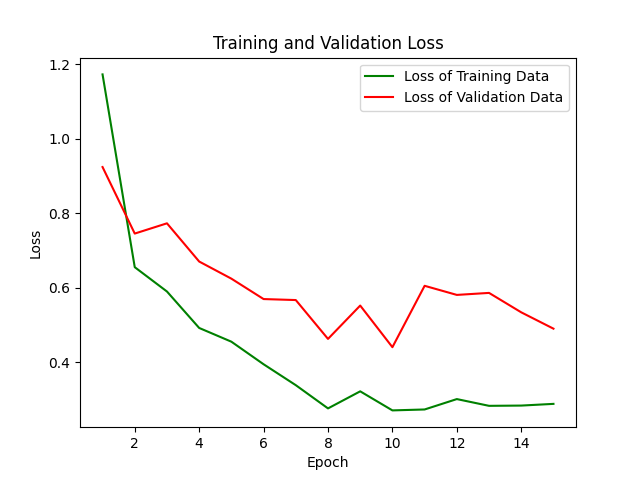 Training and Validation Loss
Loss of Training Data
Loss of Validation Data
1.2
1.0
0.8
0.6
0.4
Loss
2 4 6 8 10 12 14
Epoch